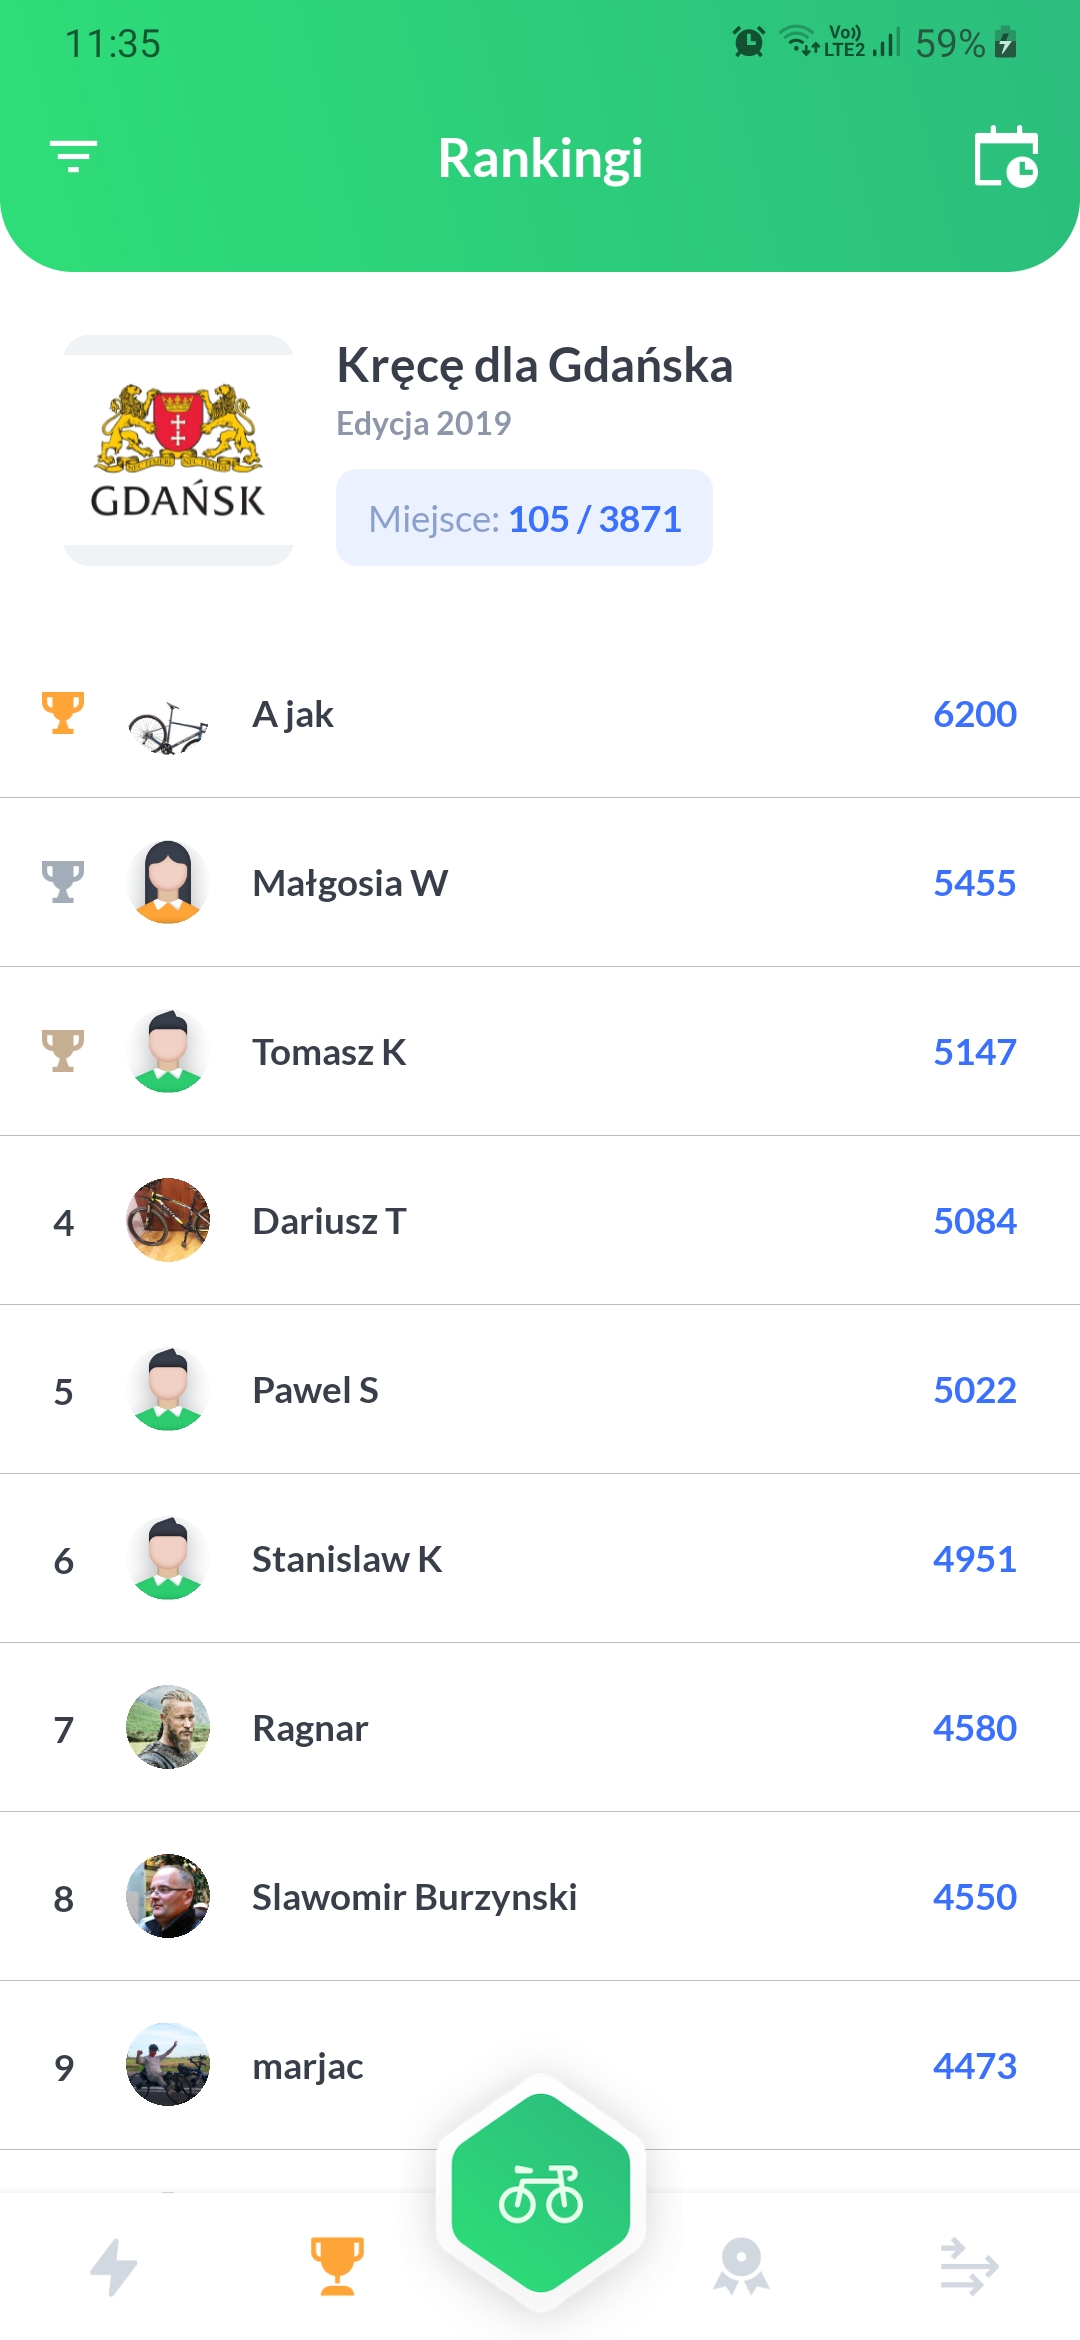 11:35
Vo)) LTE2 59%
Rankingi
Kręcę dla Gdańska
Edycja 2019
GDAŃSK
Miejsce: 105 / 3871
A jak 6200
Małgosia W 5455
Tomasz K 5147
4 Dariusz T 5084
5 Pawel S 5022
6 Stanislaw K 4951
7 Ragnar 4580
8 Slawomir Burzynski 4550
9 marjac 4473